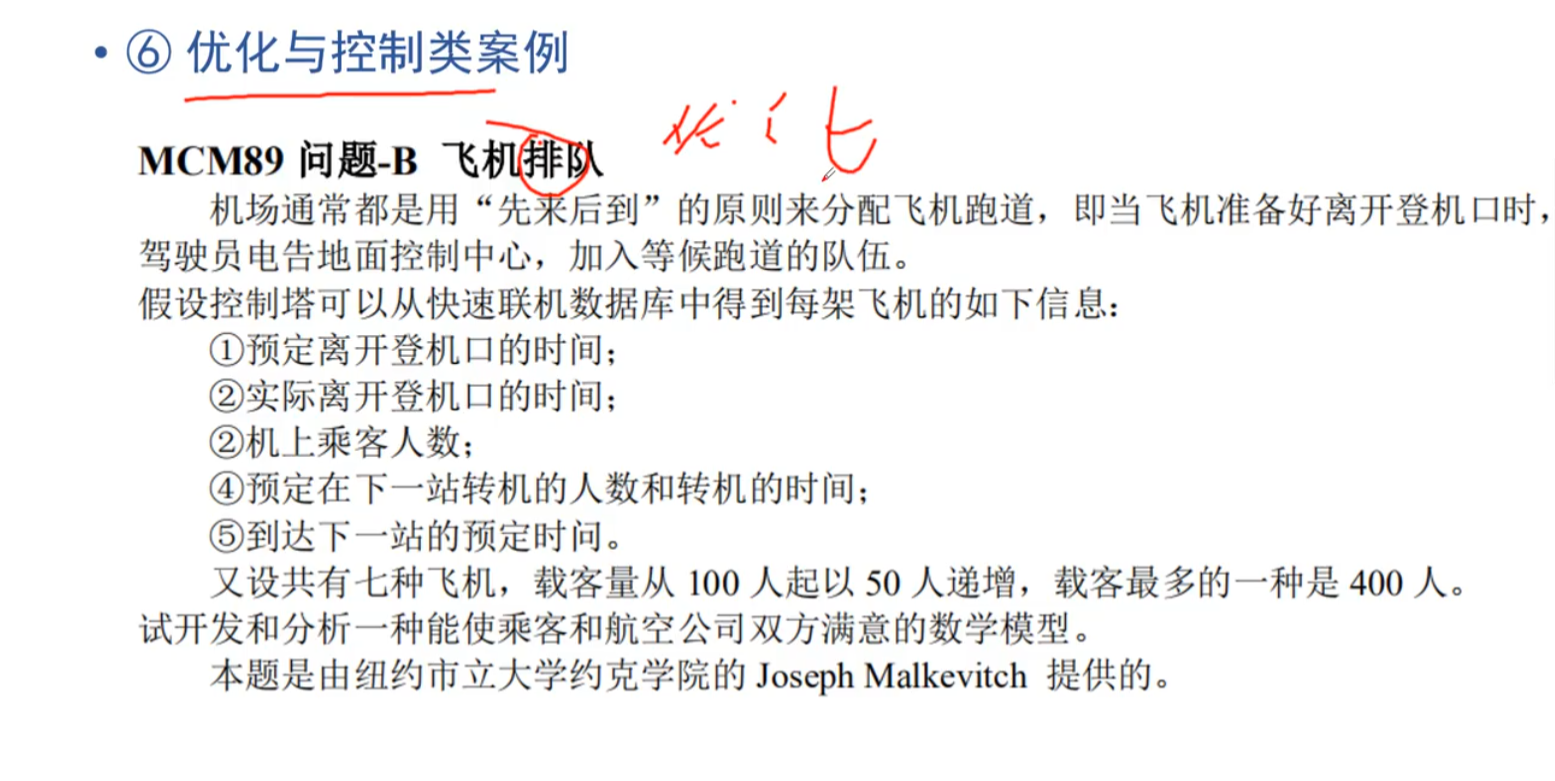 • ⑥ 优化与控制类案例
优化
MCM89 问题-B 飞机排队
机场通常都是用“先来后到”的原则来分配飞机跑道，即当飞机准备好离开登机口时，
驾驶员电告地面控制中心，加入等候跑道的队伍。
假设控制塔可以从快速联机数据库中得到每架飞机的如下信息：
①预定离开登机口的时间；
②实际离开登机口的时间；
②机上乘客人数；
④预定在下一站转机的人数和转机的时间；
⑤到达下一站的预定时问。
又设共有七种飞机，载客量从 100 人起以 50 人递增，载客最多的一种是 400 人。
试开发和分析一种能使乘客和航空公司双方满意的数学模型。
本题是由纽约市立大学约克学院的 Joseph Malkevitch 提供的。